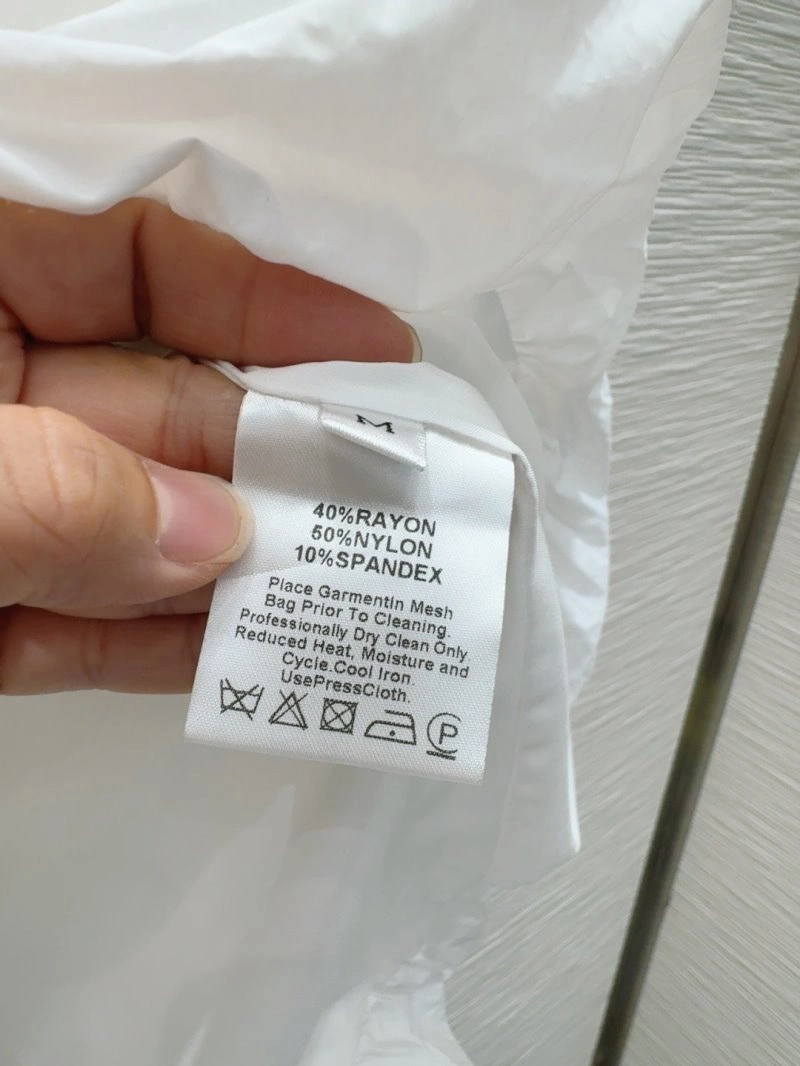 M
40%RAYON
50%NYLON
10%SPANDEX
Place Garmentin Mesh
Bag Prior To Cleaning.
Professionally Dry Clean Only
Reduced Heat, Moisture and
Cycle.Cool Iron.
UsePressCloth.
P